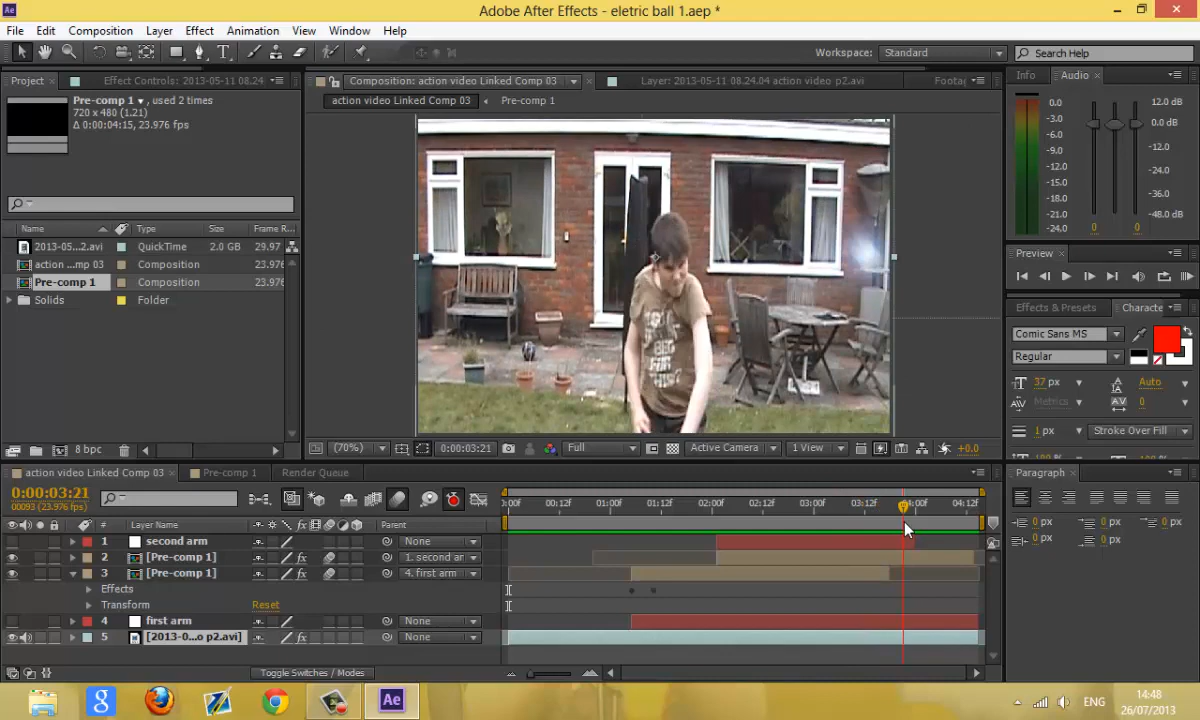 Ae Adobe After Effects - eletric ball 1.aep *
File Edit Composition Layer Effect Animation View Window Help
Workspace: Standard Search Help
Project Effect Controls: 2013-05-11 08.24
Composition: action video Linked Comp 03 Layer: 2013-05-11 08.24.04 action video p2.avi Foota
action video Linked Comp 03 Pre-comp 1
Pre-comp 1 , used 2 times
720 x 480 (1.21)
Δ 0:00:04:15, 23.976 fps
Name Type Size Frame R...
2013-05...2.avi QuickTime 2.0 GB 29.97
action ...mp 03 Composition 23.976
Pre-comp 1 Composition 23.976
Solids Folder
8 bpc
(70%) 0:00:03:21 Full Active Camera 1 View +0.0
Info Audio
0.0 12.0 dB
-3.0
-6.0 0.0 dB
-9.0
-12.0 -12.0
-15.0 -24.0
-18.0 -36.0
-21.0 -48.0 dB
-24.0 0 0
Preview
Effects & Presets Characte
Comic Sans MS
Regular
37 px Auto
Metrics 0
1 px Stroke Over Fill
action video Linked Comp 03 Pre-comp 1 Render Queue
0:00:03:21
00093 (23.976 fps)
:00f 00:12f 01:00f 01:12f 02:00f 02:12f 03:00f 03:12f 04:00f 04:12f
# Layer Name Parent
1 second arm None
2 [Pre-comp 1] fx 1. second ar
3 [Pre-comp 1] fx 4. first arm
Effects
Transform Reset
4 first arm None
5 [2013-0...o p2.avi] fx None
Toggle Switches / Modes
Paragraph
0 px 0 px 0 px
0 px 0 px
Ae
ENG
14:48
26/07/2013